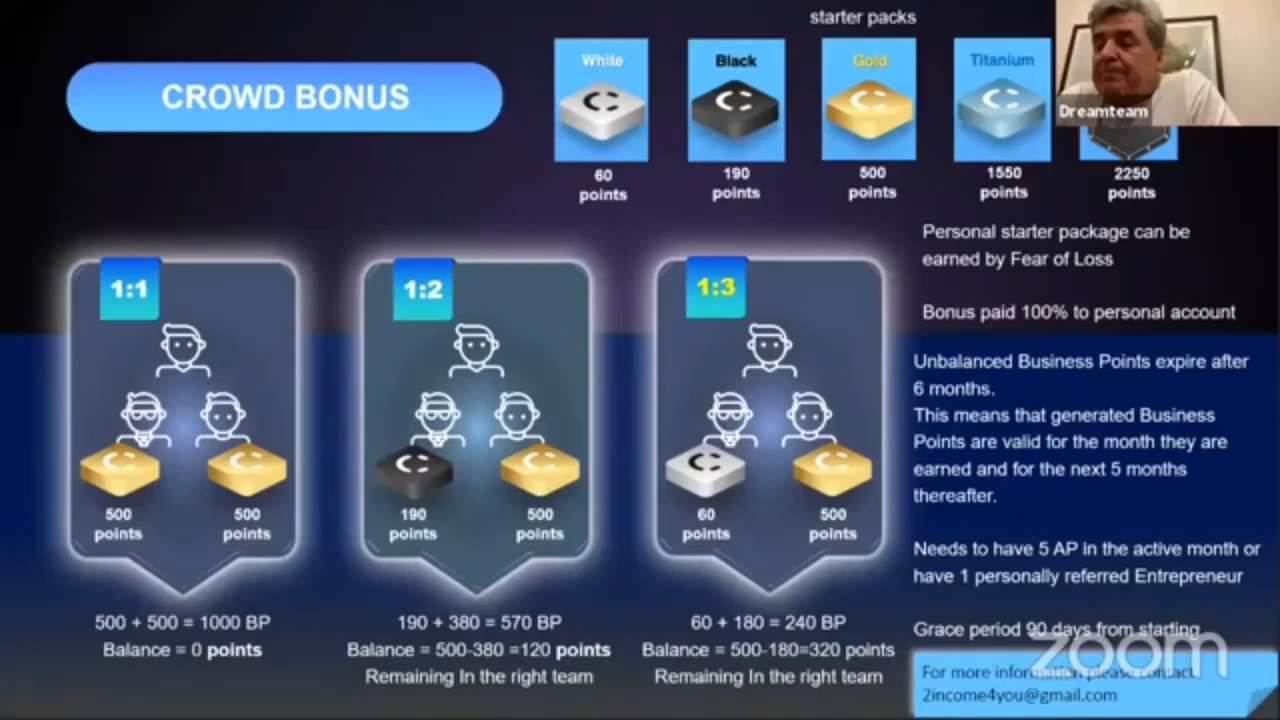 starter packs
CROWD BONUS
White
Black
Gold
Titanium
Dreamteam
60
points
190
points
500
points
1550
points
2250
points
Personal starter package can be
earned by Fear of Loss
Bonus paid 100% to personal account
Unbalanced Business Points expire after
6 months.
This means that generated Business
Points are valid for the month they are
earned and for the next 5 months
thereafter.
Needs to have 5 AP in the active month or
have 1 personally referred Entrepreneur
Grace period 90 days from starting
zoom
For more information please contact
2income4you@gmail.com
1:1
500
points
500
points
500 + 500 = 1000 BP
Balance = 0 points
1:2
190
points
500
points
190 + 380 = 570 BP
Balance = 500-380 =120 points
Remaining In the right team
1:3
60
points
500
points
60 + 180 = 240 BP
Balance = 500-180=320 points
Remaining In the right team